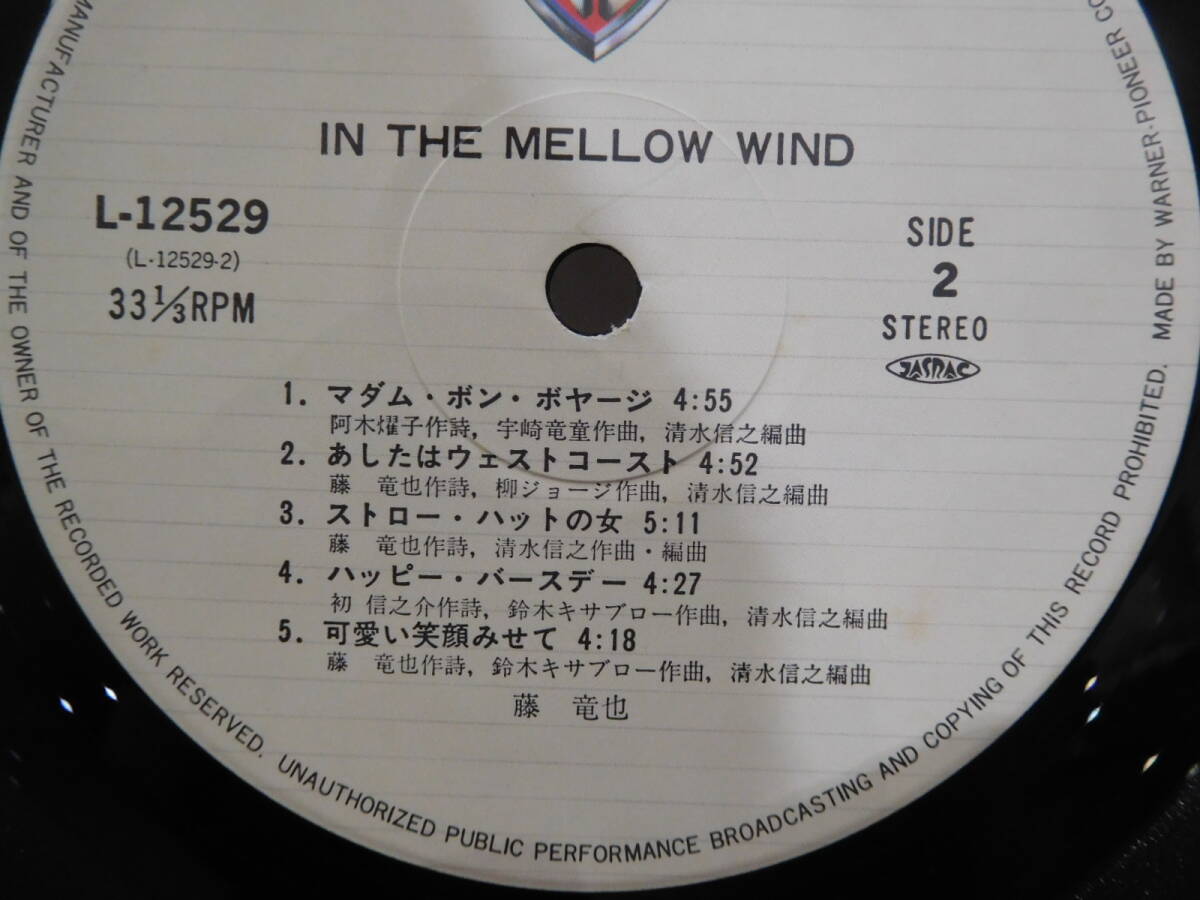 IN THE MELLOW WIND
L-12529
(L-12529-2)
33 1/3 RPM
SIDE
2
STEREO
JASRAC
1. マダム・ボン・ボヤージ 4:55
阿木燿子作詩, 宇崎竜童作曲, 清水信之編曲
2. あしたはウェストコースト 4:52
藤 竜也作詩, 柳ジョージ作曲, 清水信之編曲
3. ストロー・ハットの女 5:11
藤 竜也作詩, 清水信之作曲・編曲
4. ハッピー・バースデー 4:27
初 信之介作詩, 鈴木キサブロー作曲, 清水信之編曲
5. 可愛い笑顔みせて 4:18
藤 竜也作詩, 鈴木キサブロー作曲, 清水信之編曲
藤 竜也
MANUFACTURER AND OF THE OWNER OF THE RECORDED WORK RESERVED. UNAUTHORIZED PUBLIC PERFORMANCE BROADCASTING AND COPYING OF THIS RECORD PROHIBITED. MADE BY WARNER-PIONEER CO